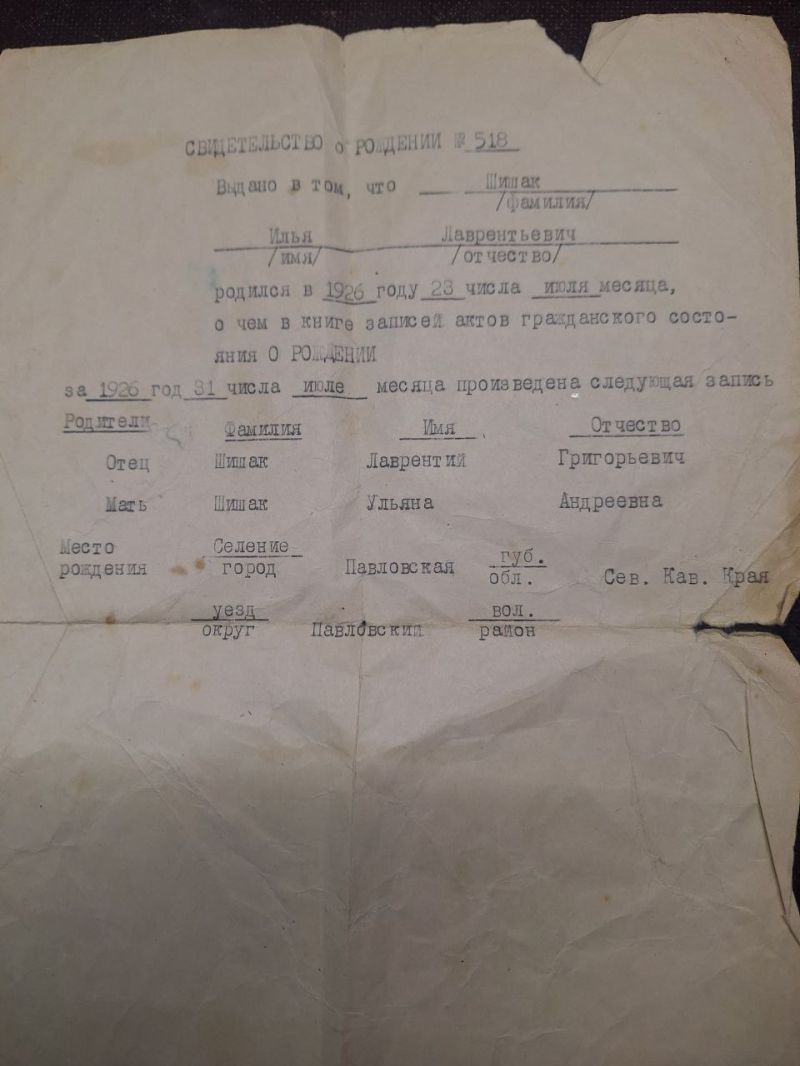 СВИДЕТЕЛЬСТВО о РОЖДЕНИИ № 518
Выдано в том, что Шишак
/фамилия/
Илья Лаврентьевич
/имя/ /отчество/
родился в 1926 году 23 числа июля месяца,
о чем в книге записей актов гражданского состо-
яния О РОЖДЕНИИ
за 1926 год 31 числа июле месяца произведена следующая запись
Родители Фамилия Имя Отчество
Отец Шишак Лаврентий Григорьевич
Мать Шишак Ульяна Андреевна
Место Селение губ.
рождения город Павловская обл. Сев. Кав. Края
уезд вол.
округ Павловский район